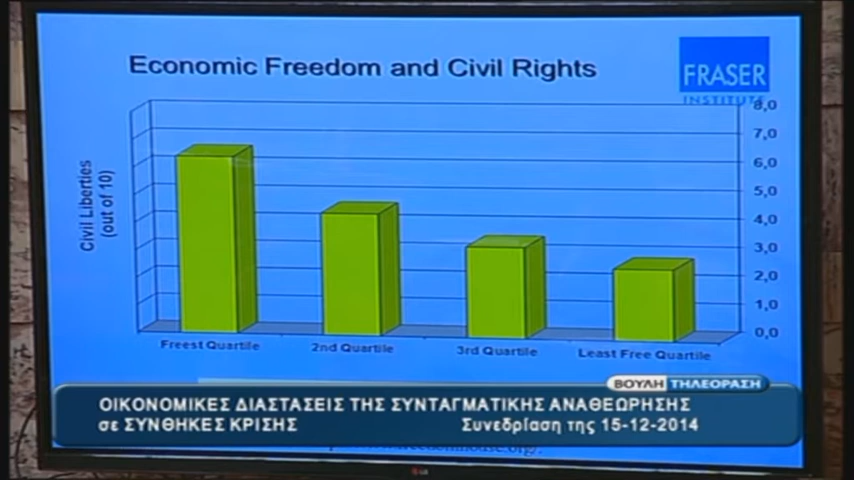 Economic Freedom and Civil Rights
FRASER
INSTITUTE
8,0
7,0
6,0
5,0
4,0
3,0
2,0
1,0
0,0
Civil Liberties
(out of 10)
Freest Quartile
2nd Quartile
3rd Quartile
Least Free Quartile
ΒΟΥΛΗ ΤΗΛΕΟΡΑΣΗ
ΟΙΚΟΝΟΜΙΚΕΣ ΔΙΑΣΤΑΣΕΙΣ ΤΗΣ ΣΥΝΤΑΓΜΑΤΙΚΗΣ ΑΝΑΘΕΩΡΗΣΗΣ
σε ΣΥΝΘΗΚΕΣ ΚΡΙΣΗΣ Συνεδρίαση της 15-12-2014
LG